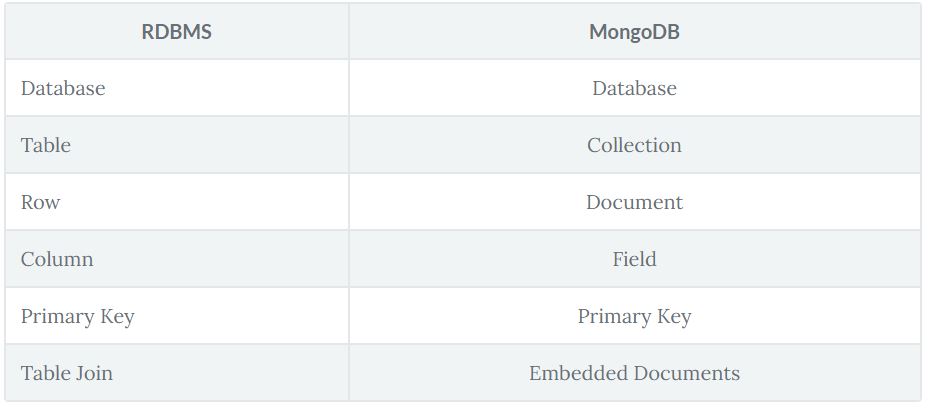 RDBMS MongoDB
Database Database
Table Collection
Row Document
Column Field
Primary Key Primary Key
Table Join Embedded Documents